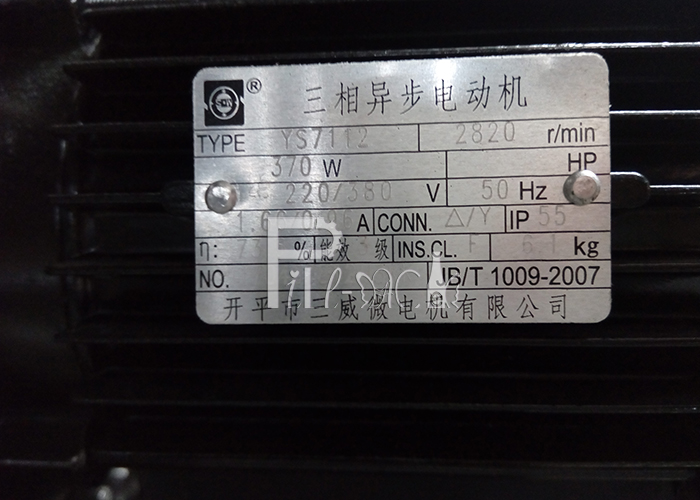 ® 三相异步电动机
TYPE YS7112 2820 r/min
370 W HP
220/380 V 50 Hz
A CONN. △/Y IP 55
η: % 能效 级 INS.CL. F kg
NO. JB/T 1009-2007
开平市三威微电机有限公司